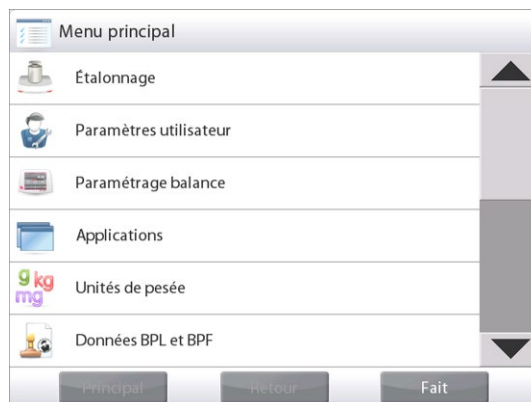 Menu principal
Étalonnage
Paramètres utilisateur
Paramétrage balance
Applications
g kg
mg
Unités de pesée
Données BPL et BPF
Principal
Retour
Fait